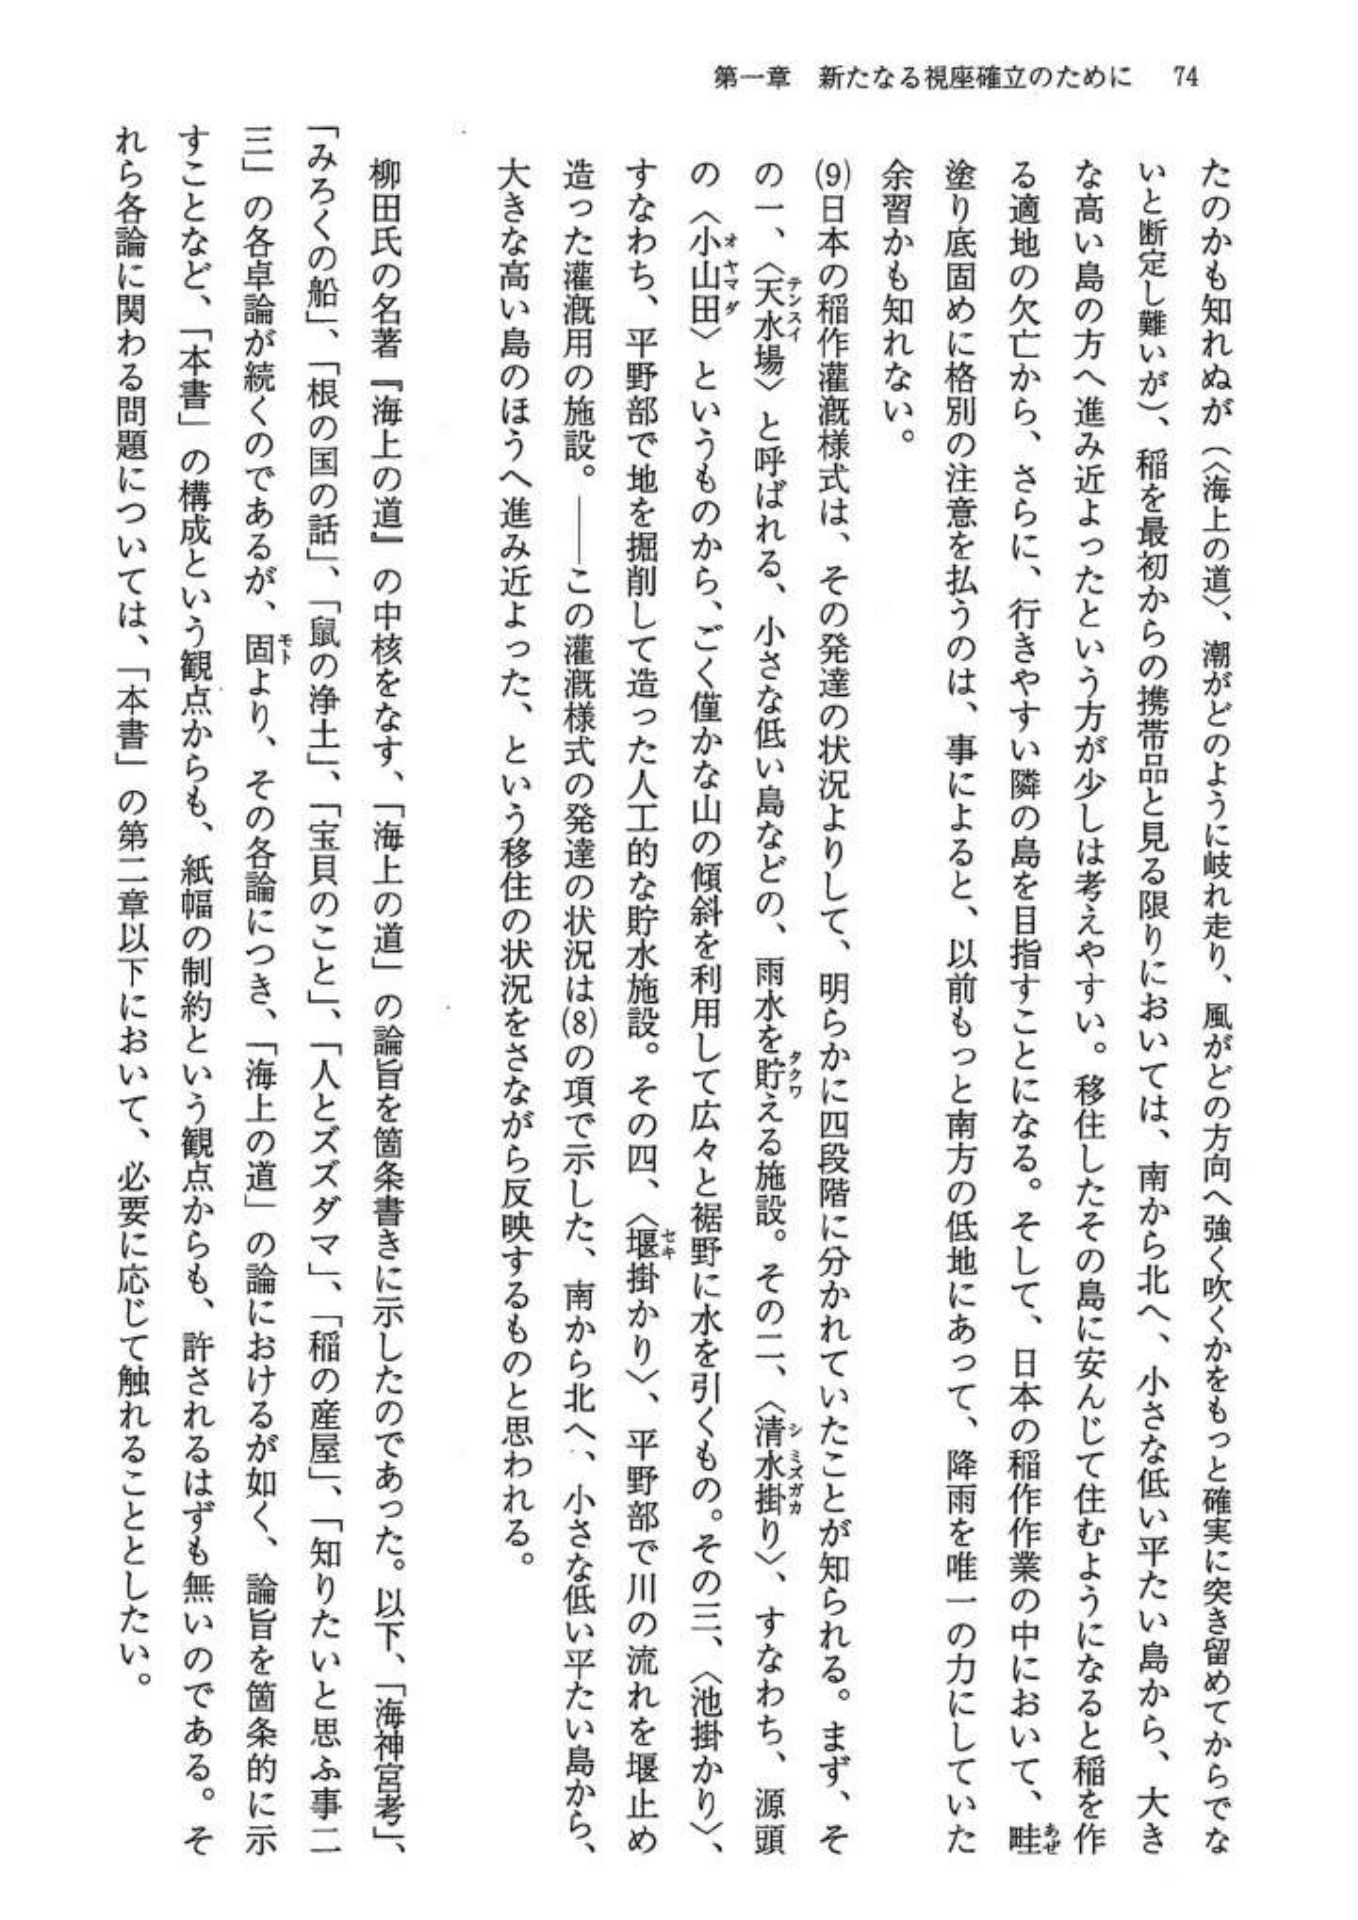 第一章　新たなる視座確立のために　74
たのかも知れぬが（〈海上の道〉、潮がどのように岐れ走り、風がどの方向へ強く吹くかをもっと確実に突き留めてからでな
いと断定し難いが）、稲を最初からの携帯品と見る限りにおいては、南から北へ、小さな低い平たい島から、大き
な高い島の方へ進み近よったという方が少しは考えやすい。移住したその島に安んじて住むようになると稲を作
る適地の欠亡から、さらに、行きやすい隣の島を目指すことになる。そして、日本の稲作作業の中において、畦あぜ
塗り底固めに格別の注意を払うのは、事によると、以前もっと南方の低地にあって、降雨を唯一の力にしていた
余習かも知れない。
(9)日本の稲作灌漑様式は、その発達の状況よりして、明らかに四段階に分かれていたことが知られる。まず、そ
の一、〈天水テンスイ場〉と呼ばれる、小さな低い島などの、雨水を貯タクワえる施設。その二、〈清水掛シミズガカり〉、すなわち、源頭
の〈小山田オヤマダ〉というものから、ごく僅かな山の傾斜を利用して広々と裾野に水を引くもの。その三、〈池掛かり〉、
すなわち、平野部で地を掘削して造った人工的な貯水施設。その四、〈堰セキ掛かり〉、平野部で川の流れを堰止め
造った灌漑用の施設。――この灌漑様式の発達の状況は(8)の項で示した、南から北へ、小さな低い平たい島から、
大きな高い島のほうへ進み近よった、という移住の状況をさながら反映するものと思われる。
柳田氏の名著『海上の道』の中核をなす、「海上の道」の論旨を箇条書きに示したのであった。以下、「海神宮考」、
「みろくの船」、「根の国の話」、「鼠の浄土」、「宝貝のこと」、「人とズズダマ」、「稲の産屋」、「知りたいと思ふ事二
三」の各卓論が続くのであるが、固モトより、その各論につき、「海上の道」の論におけるが如く、論旨を箇条的に示
すことなど、「本書」の構成という観点からも、紙幅の制約という観点からも、許されるはずも無いのである。そ
れら各論に関わる問題については、「本書」の第二章以下において、必要に応じて触れることとしたい。